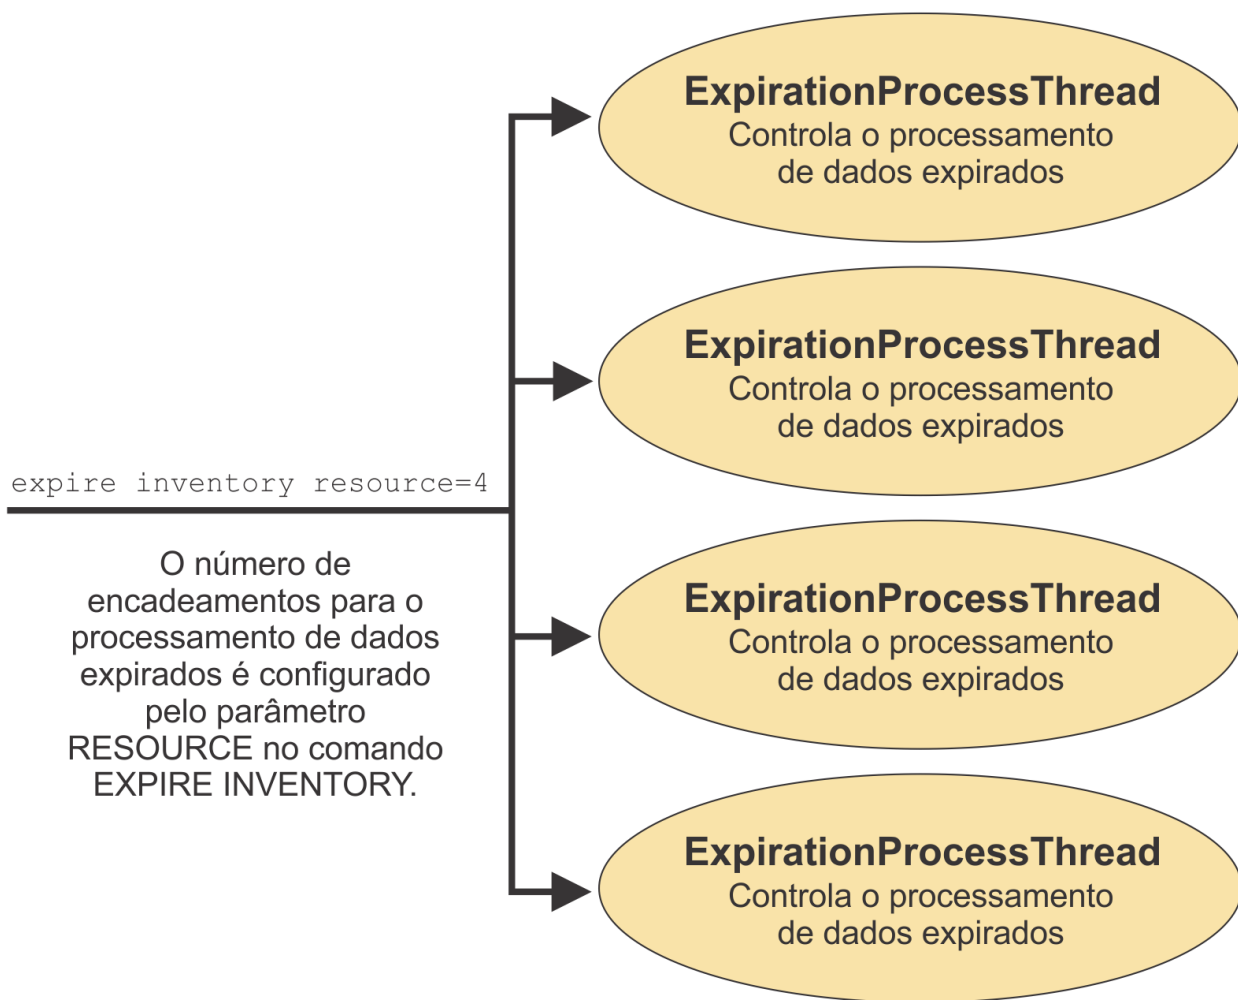 ExpirationProcessThread
Controla o processamento
de dados expirados
ExpirationProcessThread
Controla o processamento
de dados expirados
expire inventory resource=4
O número de
encadeamentos para o
processamento de dados
expirados é configurado
pelo parâmetro
RESOURCE no comando
EXPIRE INVENTORY.
ExpirationProcessThread
Controla o processamento
de dados expirados
ExpirationProcessThread
Controla o processamento
de dados expirados